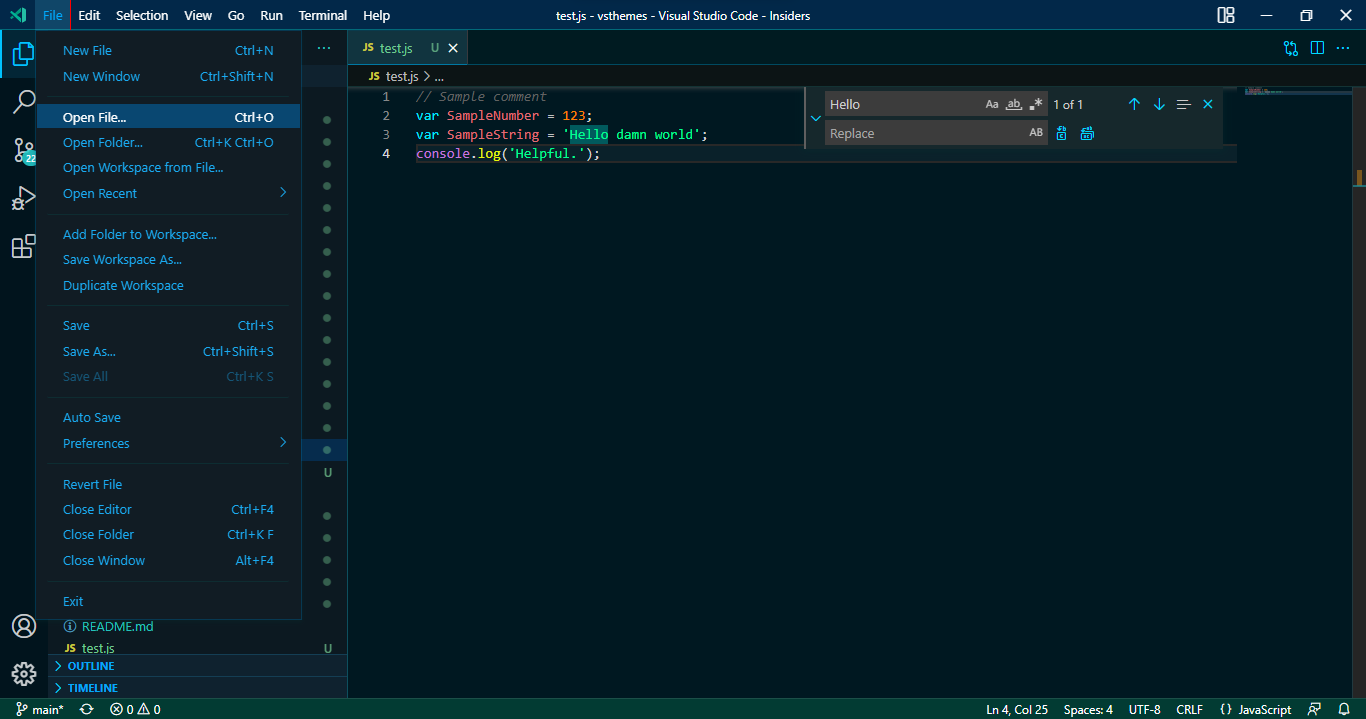 File Edit Selection View Go Run Terminal Help test.js - vsthemes - Visual Studio Code - Insiders
New File Ctrl+N
New Window Ctrl+Shift+N
Open File... Ctrl+O
Open Folder... Ctrl+K Ctrl+O
Open Workspace from File...
Open Recent
Add Folder to Workspace...
Save Workspace As...
Duplicate Workspace
Save Ctrl+S
Save As... Ctrl+Shift+S
Save All Ctrl+K S
Auto Save
Preferences
Revert File
Close Editor Ctrl+F4
Close Folder Ctrl+K F
Close Window Alt+F4
Exit
22
U
README.md
JS test.js U
OUTLINE
TIMELINE
JS test.js U
JS test.js > ...
1 // Sample comment
2 var SampleNumber = 123;
3 var SampleString = 'Hello damn world';
4 console.log('Helpful.');
Hello Aa ab .* 1 of 1
Replace AB
main* 0 0 Ln 4, Col 25 Spaces: 4 UTF-8 CRLF {} JavaScript